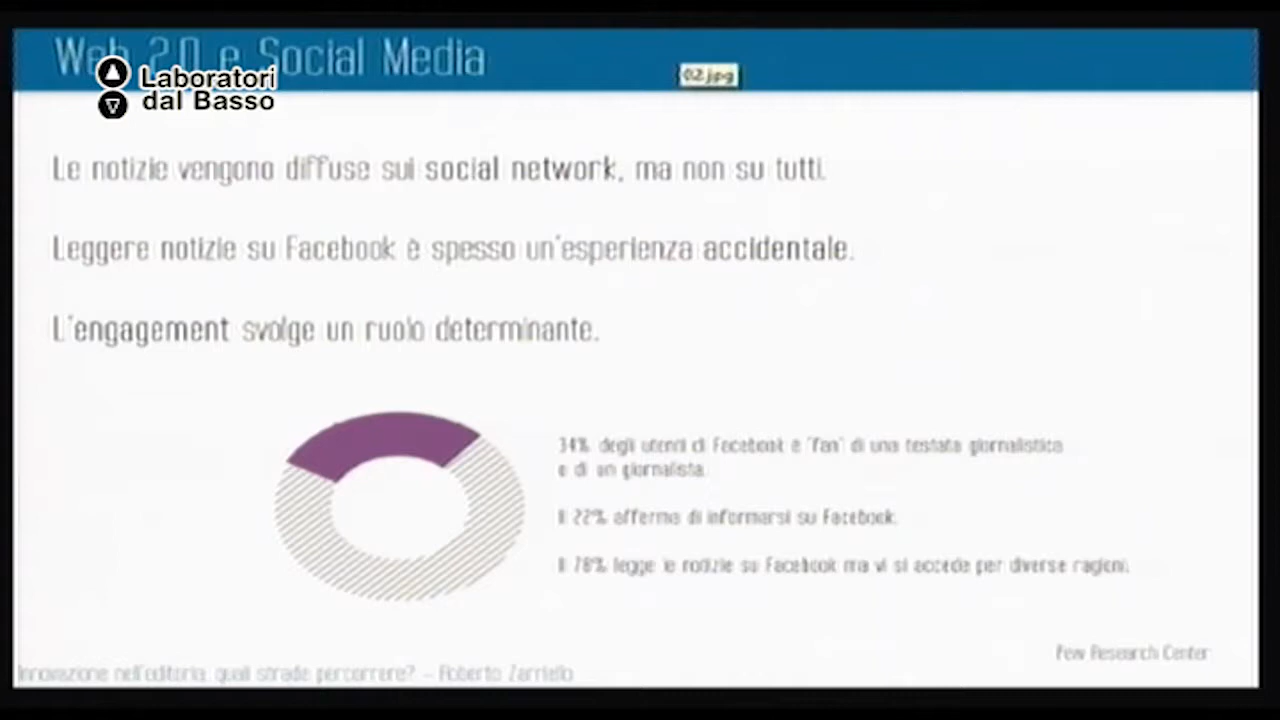 Web 2.0 e Social Media
02.jpg
Laboratori
dal Basso
Le notizie vengono diffuse sui social network, ma non su tutti.
Leggere notizie su Facebook è spesso un'esperienza accidentale.
L'engagement svolge un ruolo determinante.
34% degli utenti di Facebook è "fan" di una testata giornalistica
e di un giornalista.
Il 22% afferma di informarsi su Facebook.
Il 78% legge le notizie su Facebook ma vi si accede per diverse ragioni.
Pew Research Center
Innovazione nell'editoria, quali strade percorrere? – Roberto Zarriello